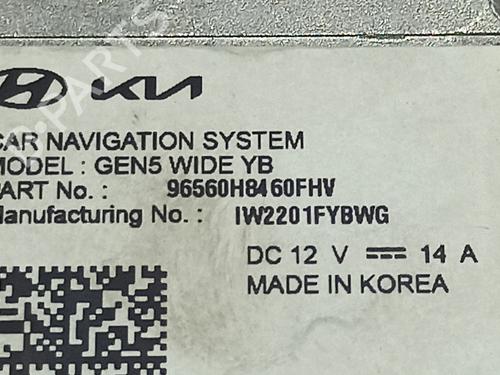 KIA
CAR NAVIGATION SYSTEM
MODEL : GEN5 WIDE YB
PART No. : 96560H8460FHV
Manufacturing No. : IW2201FYBWG
DC 12 V ⎓ 14 A
MADE IN KOREA